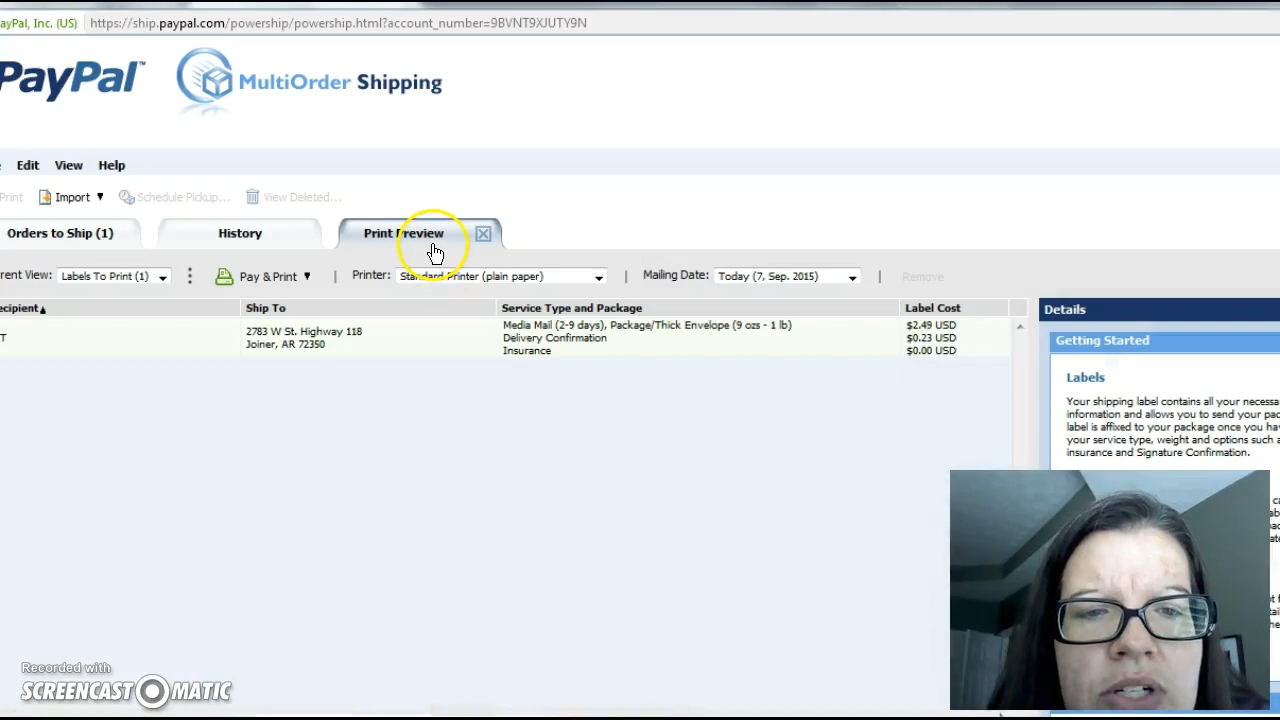 ayPal, Inc. (US) https://ship.paypal.com/powership/powership.html?account_number=9BVNT9XJUTY9N
PayPal™ MultiOrder Shipping
Edit View Help
Print Import Schedule Pickup... View Deleted...
Orders to Ship (1) History Print Preview
rent View: Labels To Print (1) Pay & Print Printer: Standard Printer (plain paper) Mailing Date: Today (7, Sep. 2015) Remove
ecipient Ship To Service Type and Package Label Cost Details
T 2783 W St. Highway 118 Media Mail (2-9 days), Package/Thick Envelope (9 ozs - 1 lb) $2.49 USD
Joiner, AR 72350 Delivery Confirmation $0.23 USD
Insurance $0.00 USD
Getting Started
Labels
Your shipping label contains all your necessa
information and allows you to send your pac
label is affixed to your package once you hav
your service type, weight and options such a
insurance and Signature Confirmation.
Recorded with
SCREENCAST-O-MATIC